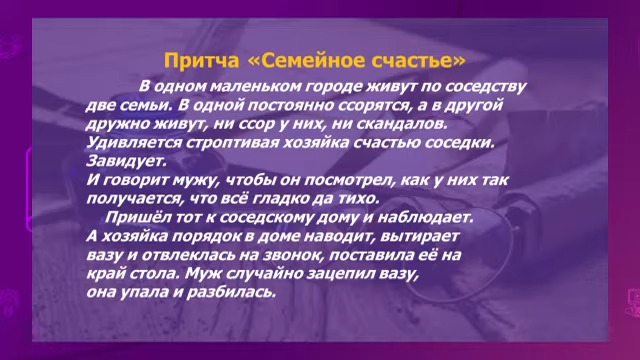 Притча «Семейное счастье»
В одном маленьком городе живут по соседству
две семьи. В одной постоянно ссорятся, а в другой
дружно живут, ни ссор у них, ни скандалов.
Удивляется строптивая хозяйка счастью соседки.
Завидует.
И говорит мужу, чтобы он посмотрел, как у них так
получается, что всё гладко да тихо.
Пришёл тот к соседскому дому и наблюдает.
А хозяйка порядок в доме наводит, вытирает
вазу и отвлеклась на звонок, поставила её на
край стола. Муж случайно зацепил вазу,
она упала и разбилась.